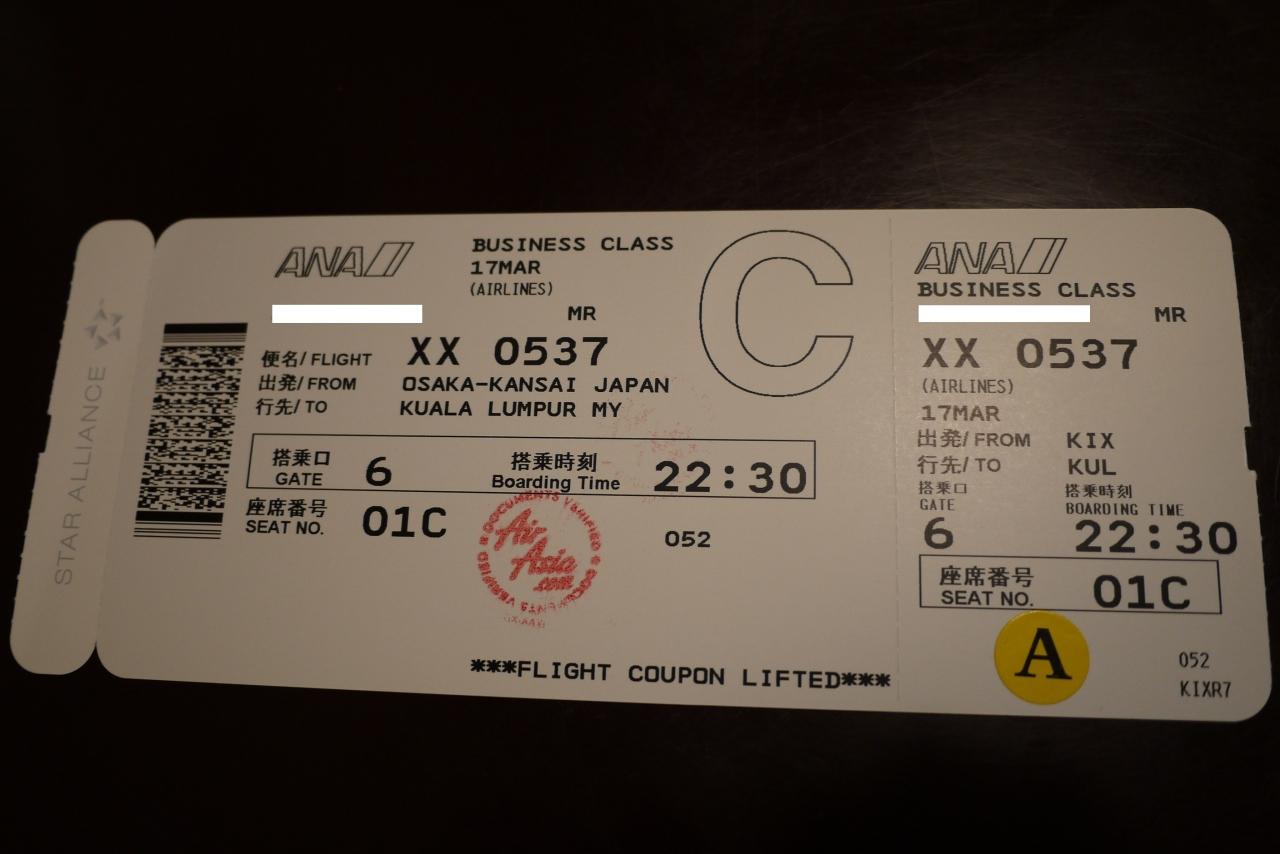 STAR ALLIANCE
ANA
BUSINESS CLASS
17MAR
(AIRLINES)
MR
便名/ FLIGHT XX 0537
出発/ FROM OSAKA-KANSAI JAPAN
行先/ TO KUALA LUMPUR MY
C
搭乗口 GATE 6 搭乗時刻 Boarding Time 22:30
座席番号 SEAT NO. 01C
052
DOCUMENTS VERIFIED DOCUMENTS VERIFIED
Air
Asia
.com
***FLIGHT COUPON LIFTED***
ANA
BUSINESS CLASS
MR
XX 0537
(AIRLINES)
17MAR
出発/ FROM KIX
行先/ TO KUL
搭乗口 搭乗時刻
GATE BOARDING TIME
6 22:30
座席番号
SEAT NO. 01C
A
052
KIXR7